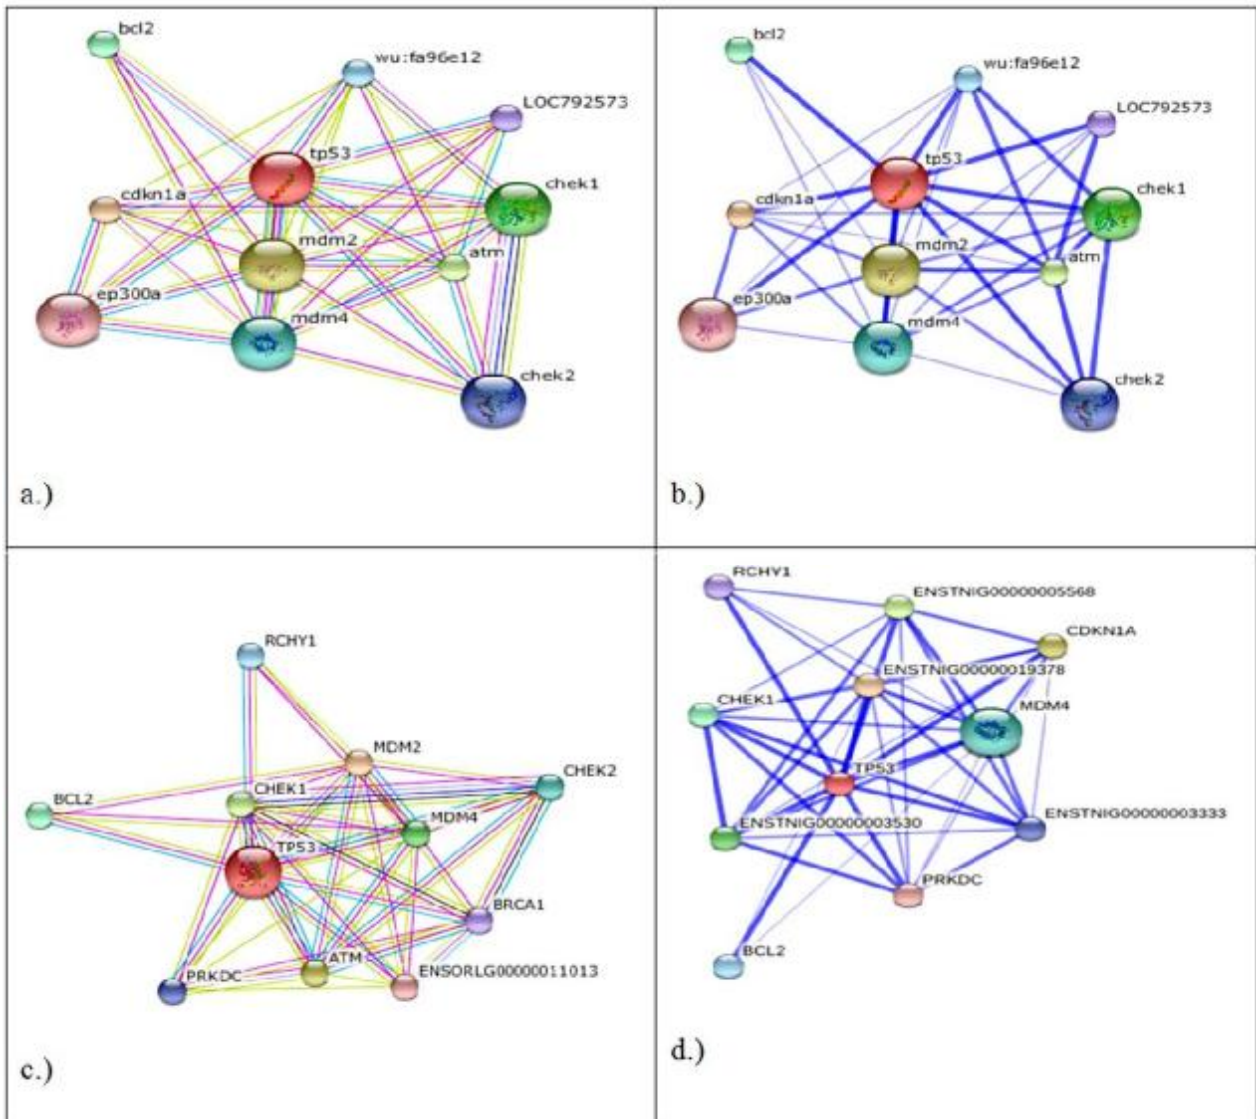 bcl2
wu:fa96e12
LOC792573
tp53
chek1
cdkn1a
mdm2
atm
ep300a
mdm4
chek2
a.)
bcl2
wu:fa96e12
LOC792573
tp53
chek1
cdkn1a
mdm2
atm
ep300a
mdm4
chek2
b.)
RCHY1
MDM2
CHEK2
CHEK1
BCL2
MDM4
TP53
BRCA1
ATM
PRKDC
ENSORLG00000011013
c.)
RCHY1
ENSTNIG00000005568
CDKN1A
ENSTNIG00000019378
CHEK1
MDM4
TP53
ENSTNIG00000003530
ENSTNIG00000003333
PRKDC
BCL2
d.)